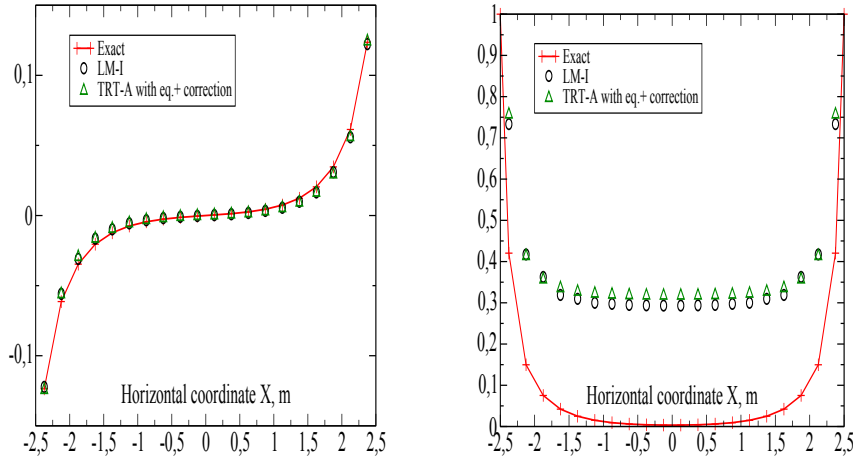 0,1
0
-0,1
Exact
LM-I
TRT-A with eq.+ correction
Horizontal coordinate X, m
-2,5 -2 -1,5 -1 -0,5 0 0,5 1 1,5 2 2,5
1
0,9
0,8
0,7
0,6
0,5
0,4
0,3
0,2
0,1
0
Exact
LM-I
TRT-A with eq.+ correction
Horizontal coordinate X, m
-2,5 -2 -1,5 -1 -0,5 0 0,5 1 1,5 2 2,5